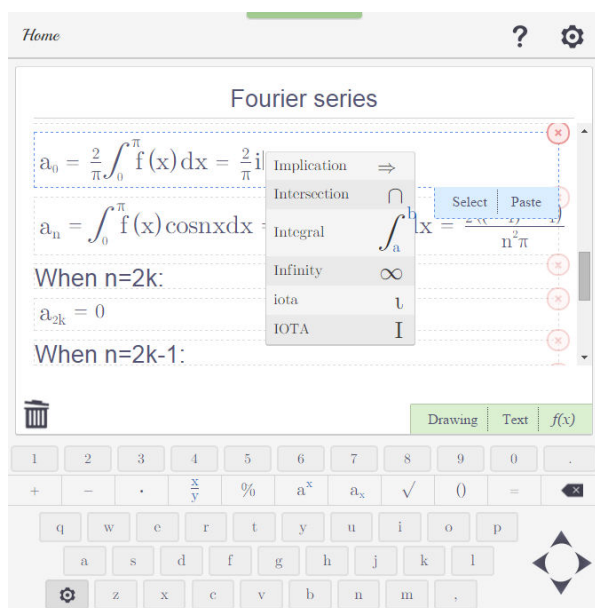 Home ?
Fourier series
a₀ = 2/π ∫₀^π f(x)dx = 2/π i
aₙ = ∫₀^π f(x)cosnxdx = dx = n²π
When n=2k:
a₂ₖ = 0
When n=2k-1:
Implication ⇒
Intersection ∩
Integral ∫ₐᵇ
Infinity ∞
iota ι
IOTA I
Select Paste
Drawing Text f(x)
1 2 3 4 5 6 7 8 9 0 .
+ − · x/y % aˣ aₓ √ () =
q w e r t y u i o p
a s d f g h j k l
z x c v b n m ,